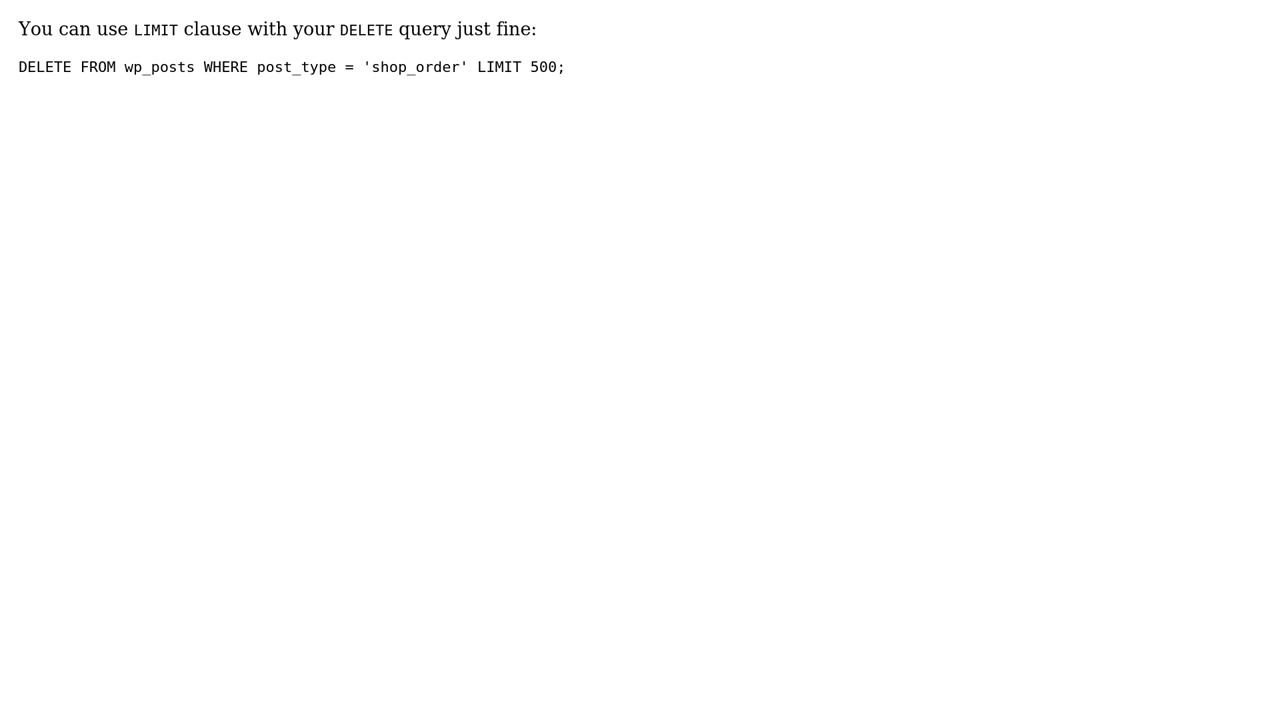 You can use LIMIT clause with your DELETE query just fine:
DELETE FROM wp_posts WHERE post_type = 'shop_order' LIMIT 500;